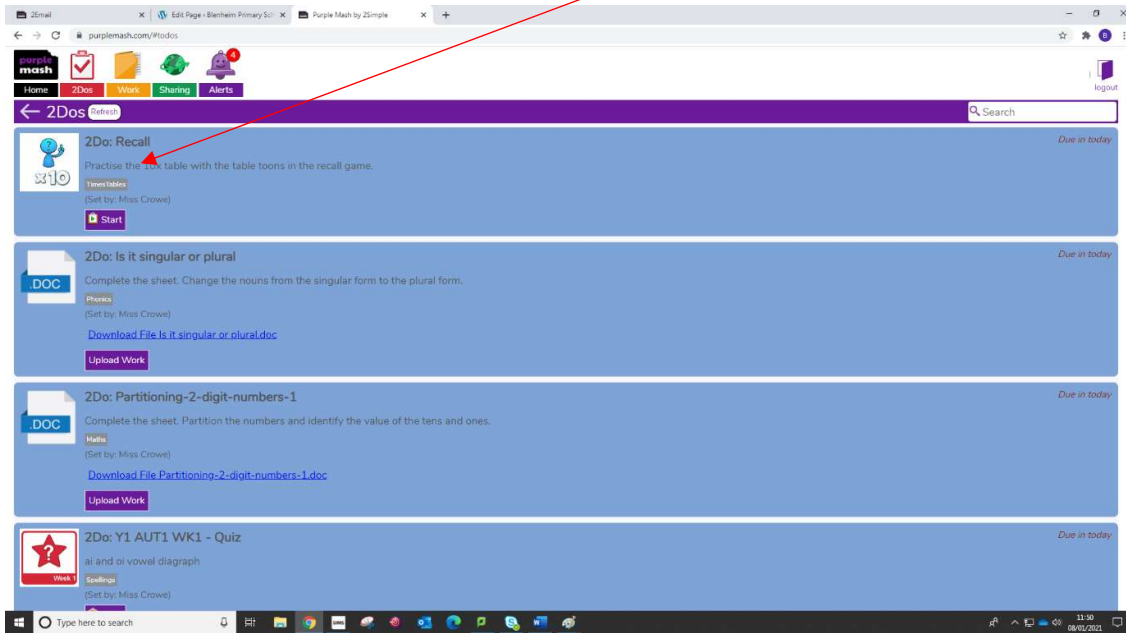 2Email
Edit Page ‹ Blenheim Primary Sch
Purple Mash by 2Simple
purplemash.com/#todos
B
purple
mash
4
Home
2Dos
Work
Sharing
Alerts
logout
2Dos
Refresh
Search
2Do: Recall
Due in today
Practise the 10x table with the table toons in the recall game.
x10
TimesTables
(Set by: Miss Crowe)
Start
2Do: Is it singular or plural
Due in today
.DOC
Complete the sheet. Change the nouns from the singular form to the plural form.
Phonics
(Set by: Miss Crowe)
Download File Is it singular or plural.doc
Upload Work
2Do: Partitioning-2-digit-numbers-1
Due in today
.DOC
Complete the sheet. Partition the numbers and identify the value of the tens and ones.
Maths
(Set by: Miss Crowe)
Download File Partitioning-2-digit-numbers-1.doc
Upload Work
2Do: Y1 AUT1 WK1 - Quiz
Due in today
?
ai and oi vowel diagraph
Week 1
Spellings
(Set by: Miss Crowe)
Type here to search
SIMS
11:50
08/01/2021